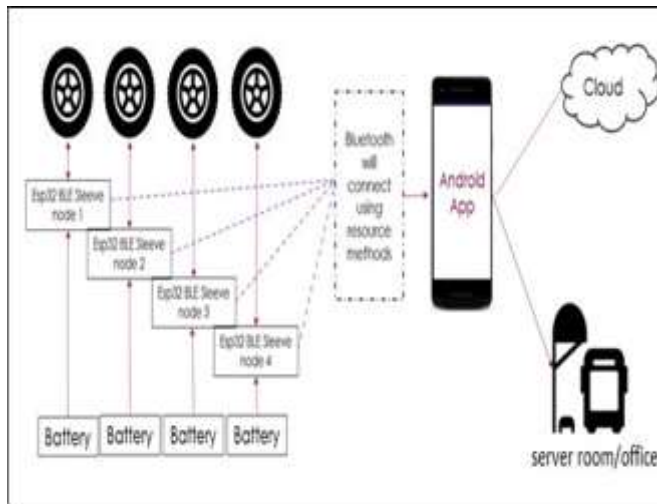 Cloud
Bluetooth
will
connect
using
resource
methods
Android
App
Esp32 BLE Sleeve
node 1
Esp32 BLE Sleeve
node 2
Esp32 BLE Sleeve
node 3
Esp32 BLE Sleeve
node 4
Battery
Battery
Battery
Battery
server room/office